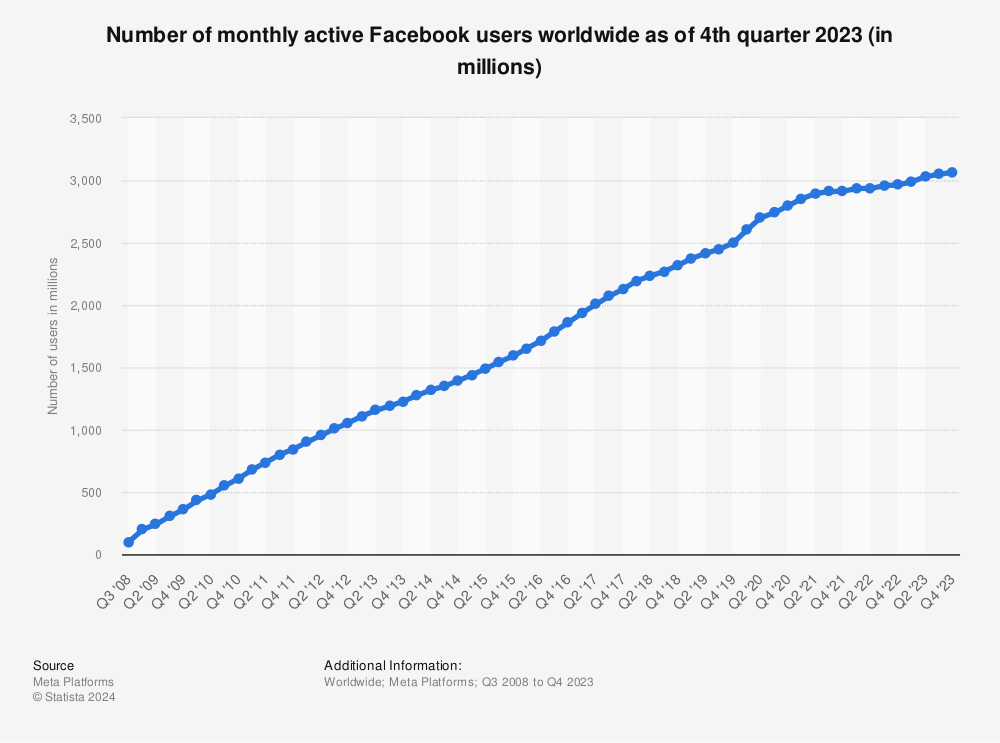 Number of monthly active Facebook users worldwide as of 4th quarter 2023 (in
millions)
Number of users in millions
3,500
3,000
2,500
2,000
1,500
1,000
500
0
Q3 '08
Q2 '09
Q4 '09
Q2 '10
Q4 '10
Q2 '11
Q4 '11
Q2 '12
Q4 '12
Q2 '13
Q4 '13
Q2 '14
Q4 '14
Q2 '15
Q4 '15
Q2 '16
Q4 '16
Q2 '17
Q4 '17
Q2 '18
Q4 '18
Q2 '19
Q4 '19
Q2 '20
Q4 '20
Q2 '21
Q4 '21
Q2 '22
Q4 '22
Q2 '23
Q4 '23
Source
Meta Platforms
© Statista 2024
Additional Information:
Worldwide; Meta Platforms; Q3 2008 to Q4 2023